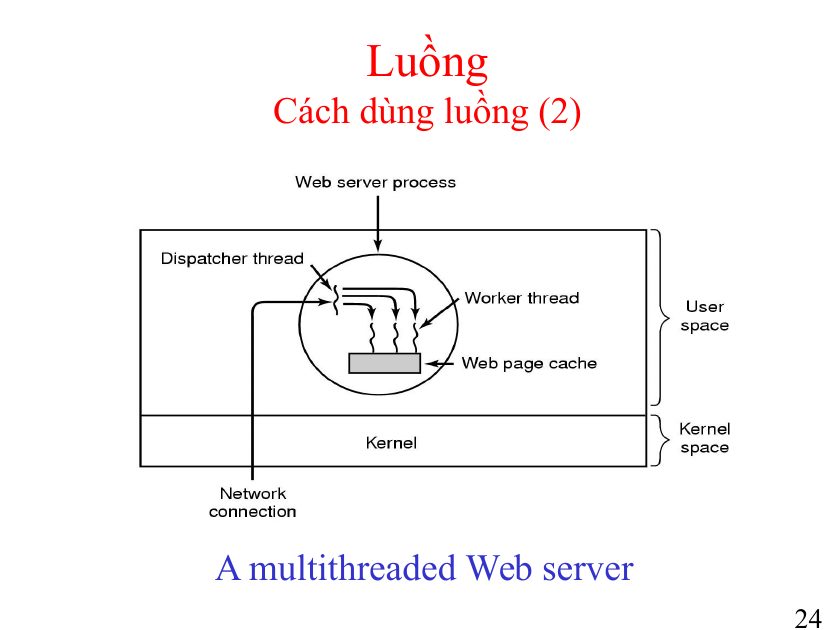 Luồng
Cách dùng luồng (2)
Web server process
Dispatcher thread
Worker thread
User
space
Web page cache
Kernel
Kernel
space
Network
connection
A multithreaded Web server
24